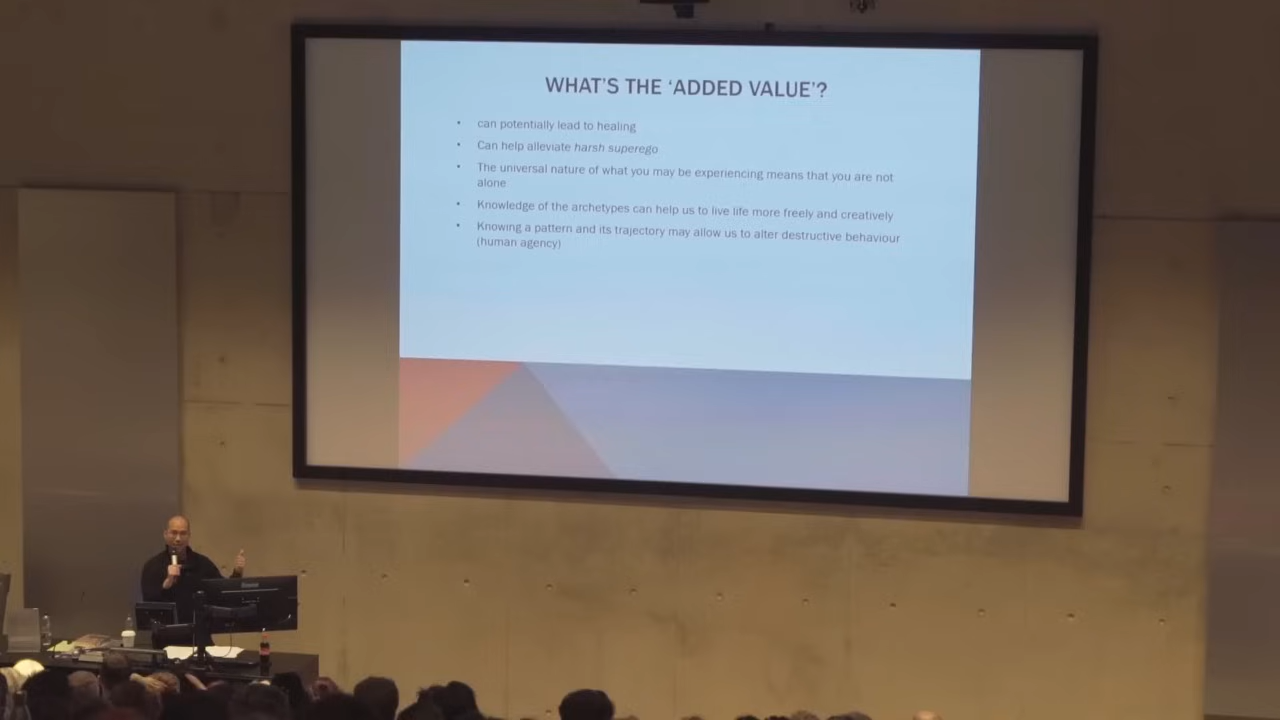 WHAT'S THE ‘ADDED VALUE’?
• can potentially lead to healing
• Can help alleviate harsh superego
• The universal nature of what you may be experiencing means that you are not
alone
• Knowledge of the archetypes can help us to live life more freely and creatively
• Knowing a pattern and its trajectory may allow us to alter destructive behaviour
(human agency)